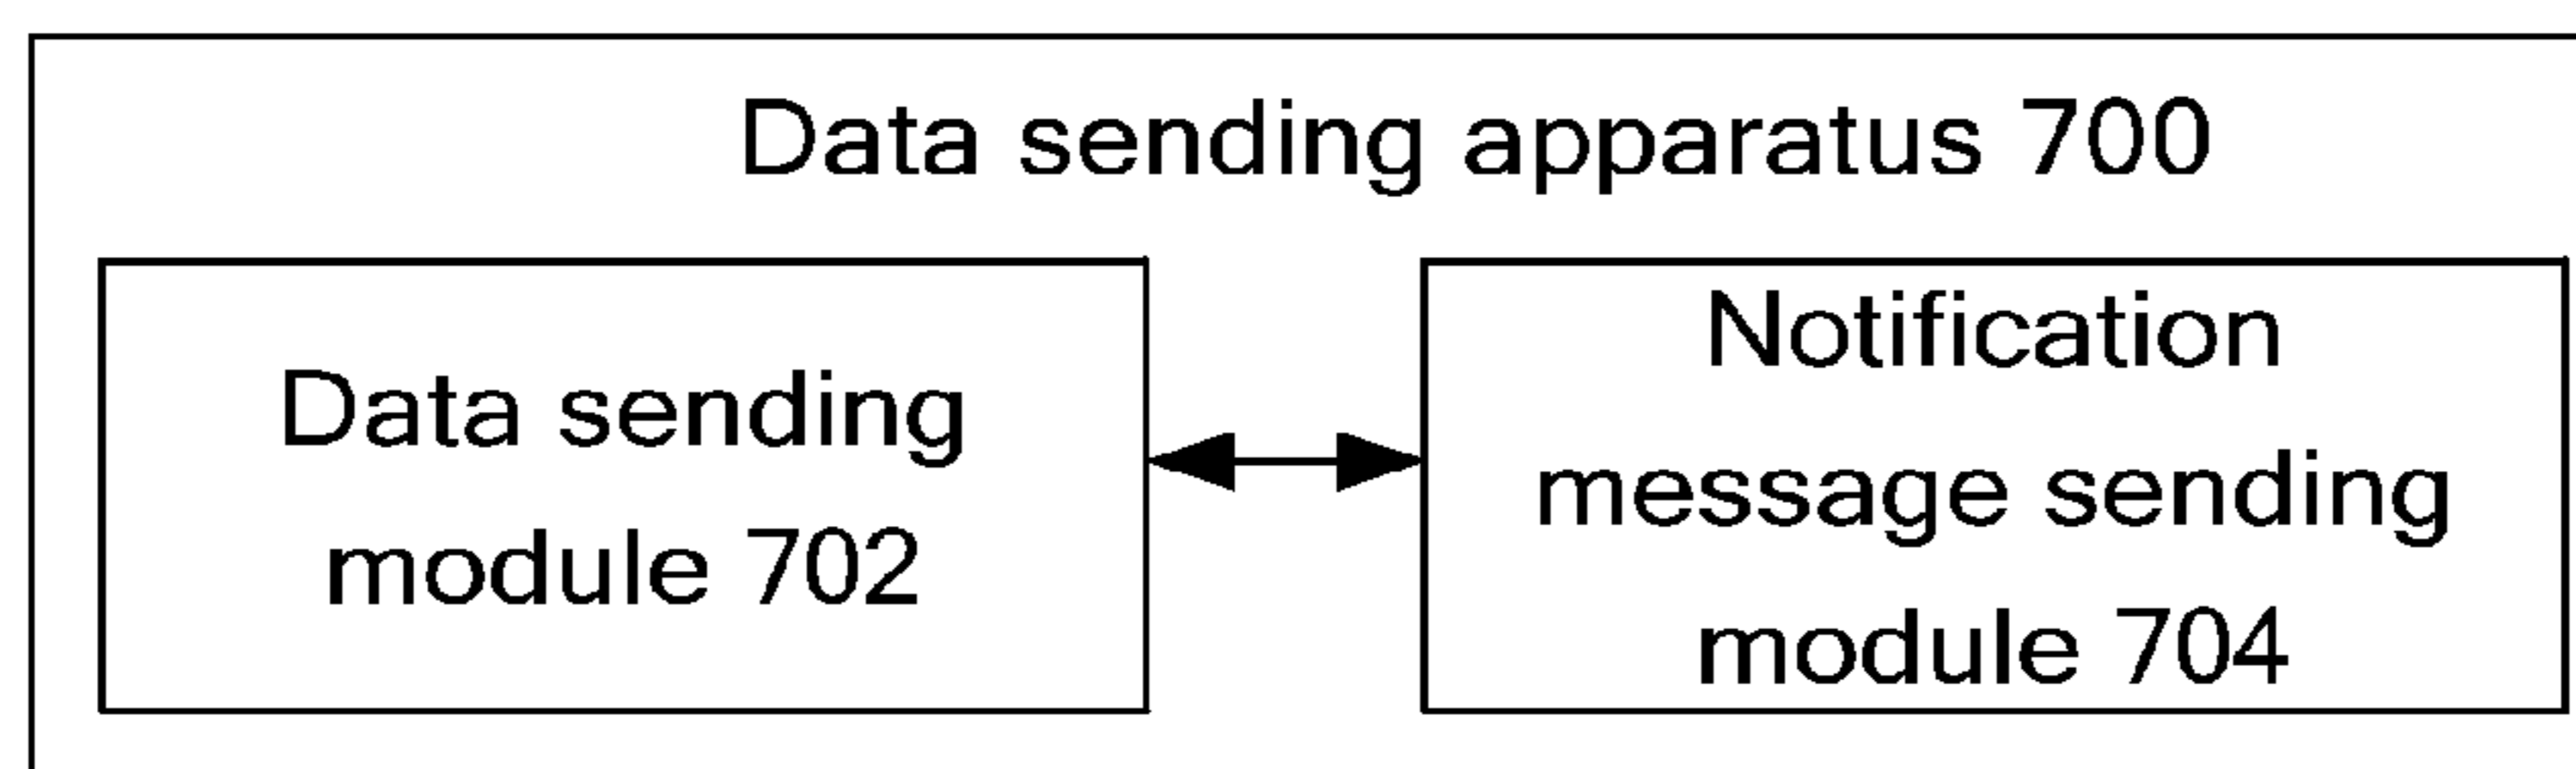 Data sending apparatus 700
Data sending
module 702
Notification
message sending
module 704